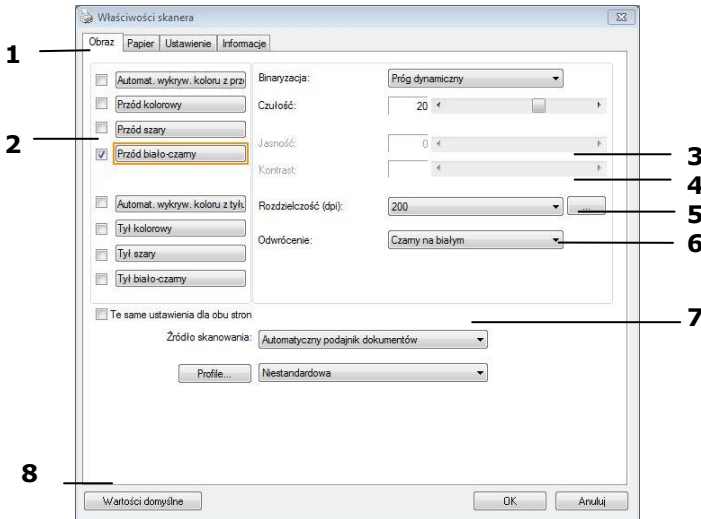 Właściwości skanera
Obraz Papier Ustawienie Informacje
1
Automat. wykryw. koloru z prz
Przód kolorowy
Przód szary
2
Przód biało-czarny
Automat. wykryw. koloru z tyłu
Tył kolorowy
Tył szary
Tył biało-czarny
Binaryzacja: Próg dynamiczny
Czułość: 20
Jasność: 0
3
Kontrast:
4
Rozdzielczość (dpi): 200 ...
5
Odwrócenie: Czarny na białym
6
Te same ustawienia dla obu stron
7
Źródło skanowania: Automatyczny podajnik dokumentów
Profile... Niestandardowa
8
Wartości domyślne OK Anuluj